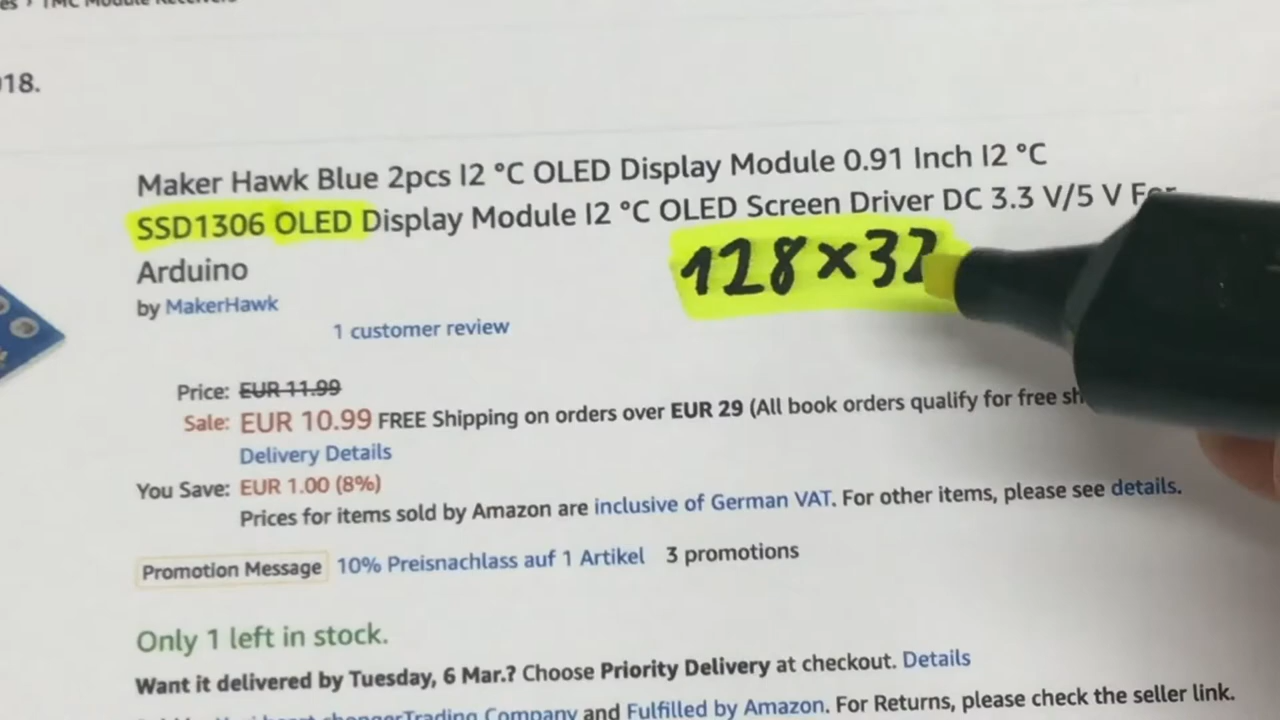 018.
Maker Hawk Blue 2pcs I2 °C OLED Display Module 0.91 Inch I2 °C
SSD1306 OLED Display Module I2 °C OLED Screen Driver DC 3.3 V/5 V For
Arduino
128×32
by MakerHawk
1 customer review
Price: EUR 11.99
Sale: EUR 10.99 FREE Shipping on orders over EUR 29 (All book orders qualify for free
Delivery Details
You Save: EUR 1.00 (8%)
Prices for items sold by Amazon are inclusive of German VAT. For other items, please see details.
Promotion Message 10% Preisnachlass auf 1 Artikel 3 promotions
Only 1 left in stock.
Want it delivered by Tuesday, 6 Mar.? Choose Priority Delivery at checkout. Details
Trading Company and Fulfilled by Amazon. For Returns, please check the seller link.